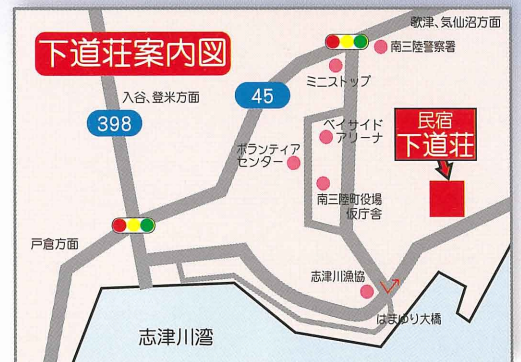 下道荘案内図
歌津、気仙沼方面
南三陸警察署
ミニストップ
入谷、登米方面
45
398
ベイサイド
アリーナ
民宿
下道荘
ボランティア
センター
南三陸町役場
仮庁舎
戸倉方面
志津川漁協
はまゆり大橋
志津川湾